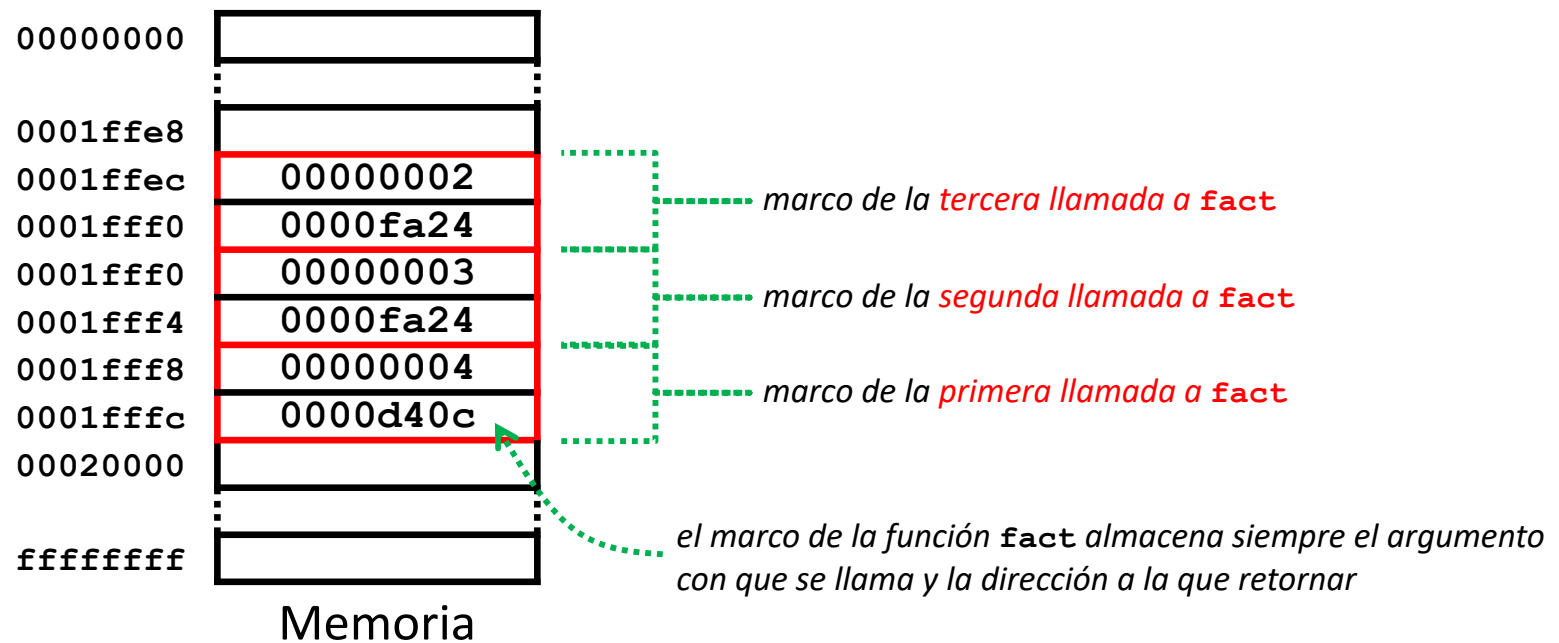 00000000
0001ffe8
0001ffec 00000002
marco de la tercera llamada a fact
0001fff0 0000fa24
0001fff0 00000003
marco de la segunda llamada a fact
0001fff4 0000fa24
0001fff8 00000004
marco de la primera llamada a fact
0001fffc 0000d40c
00020000
el marco de la función fact almacena siempre el argumento
ffffffff
con que se llama y la dirección a la que retornar
Memoria